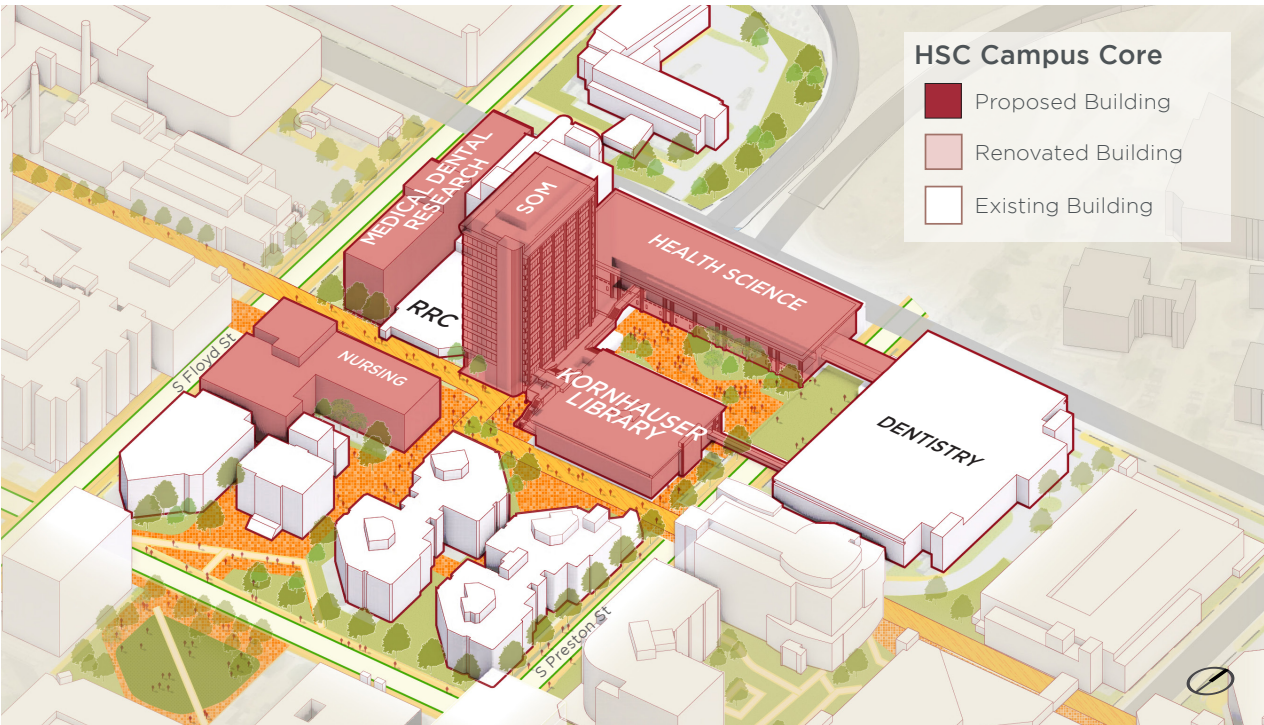 HSC Campus Core
Proposed Building
Renovated Building
Existing Building
MEDICAL DENTAL
RESEARCH
SOM
HEALTH SCIENCE
RRC
S Floyd St
NURSING
KORNHAUSER
LIBRARY
DENTISTRY
S Preston St